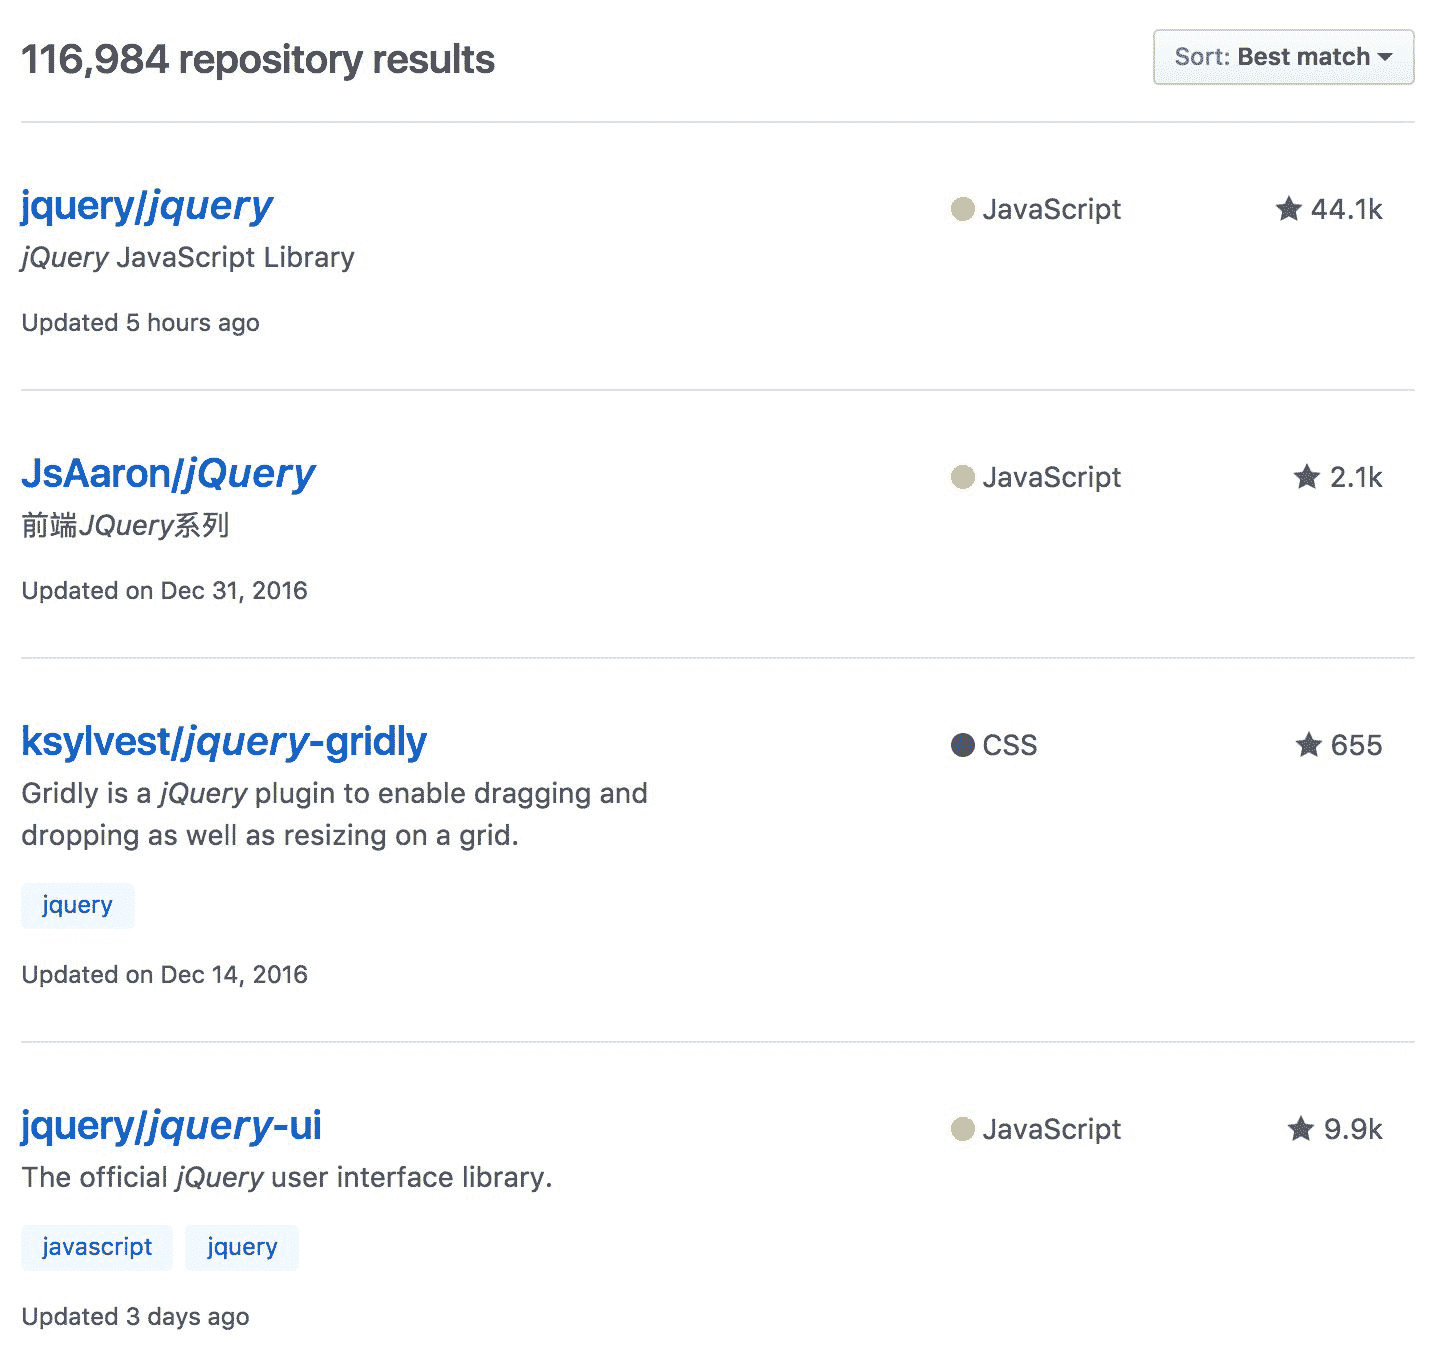 116,984 repository results
Sort: Best match
jquery/jquery
JavaScript
44.1k
jQuery JavaScript Library
Updated 5 hours ago
JsAaron/jQuery
JavaScript
2.1k
前端JQuery系列
Updated on Dec 31, 2016
ksylvest/jquery-gridly
CSS
655
Gridly is a jQuery plugin to enable dragging and
dropping as well as resizing on a grid.
jquery
Updated on Dec 14, 2016
jquery/jquery-ui
JavaScript
9.9k
The official jQuery user interface library.
javascript
jquery
Updated 3 days ago